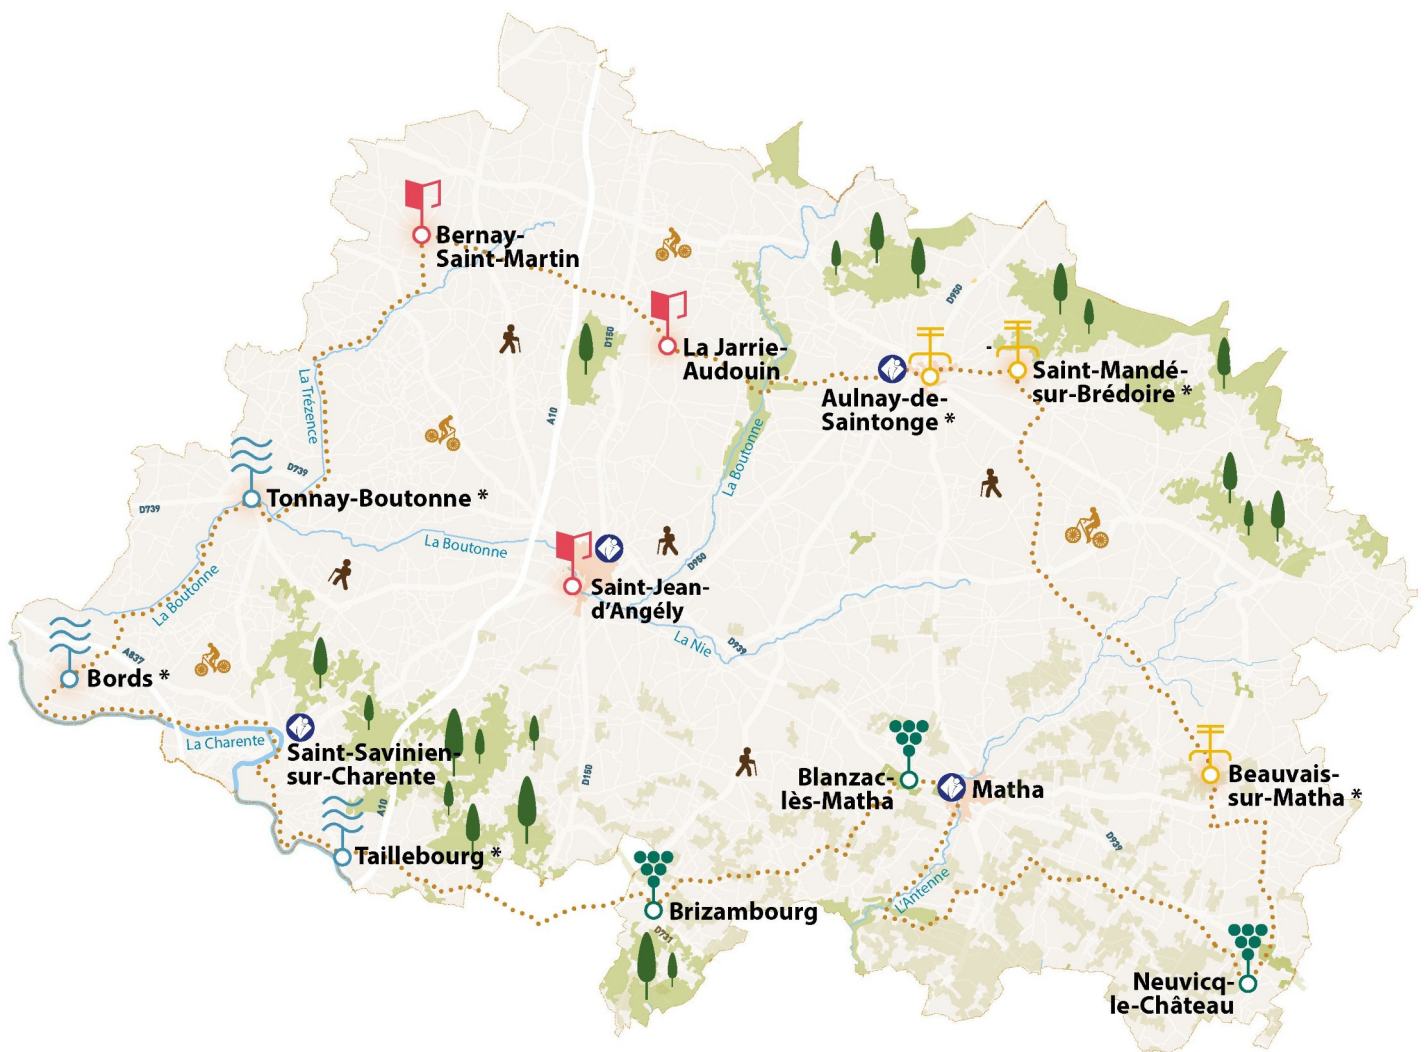 Bernay-
Saint-Martin
D950
D150
La Jarrie-
Audouin
-
Saint-Mandé-
sur-Brédoire *
Aulnay-de-
Saintonge *
La Trézence
A10
La Boutonne
D739
Tonnay-Boutonne *
D739
La Boutonne
D950
La Boutonne
Saint-Jean-
d'Angély
La Nie
D939
A837
Bords *
La Charente
Saint-Savinien-
sur-Charente
D150
A10
Blanzac-
lès-Matha
Matha
Beauvais-
sur-Matha *
D939
Taillebourg *
L'Antenne
Brizambourg
D731
Neuvicq-
le-Château